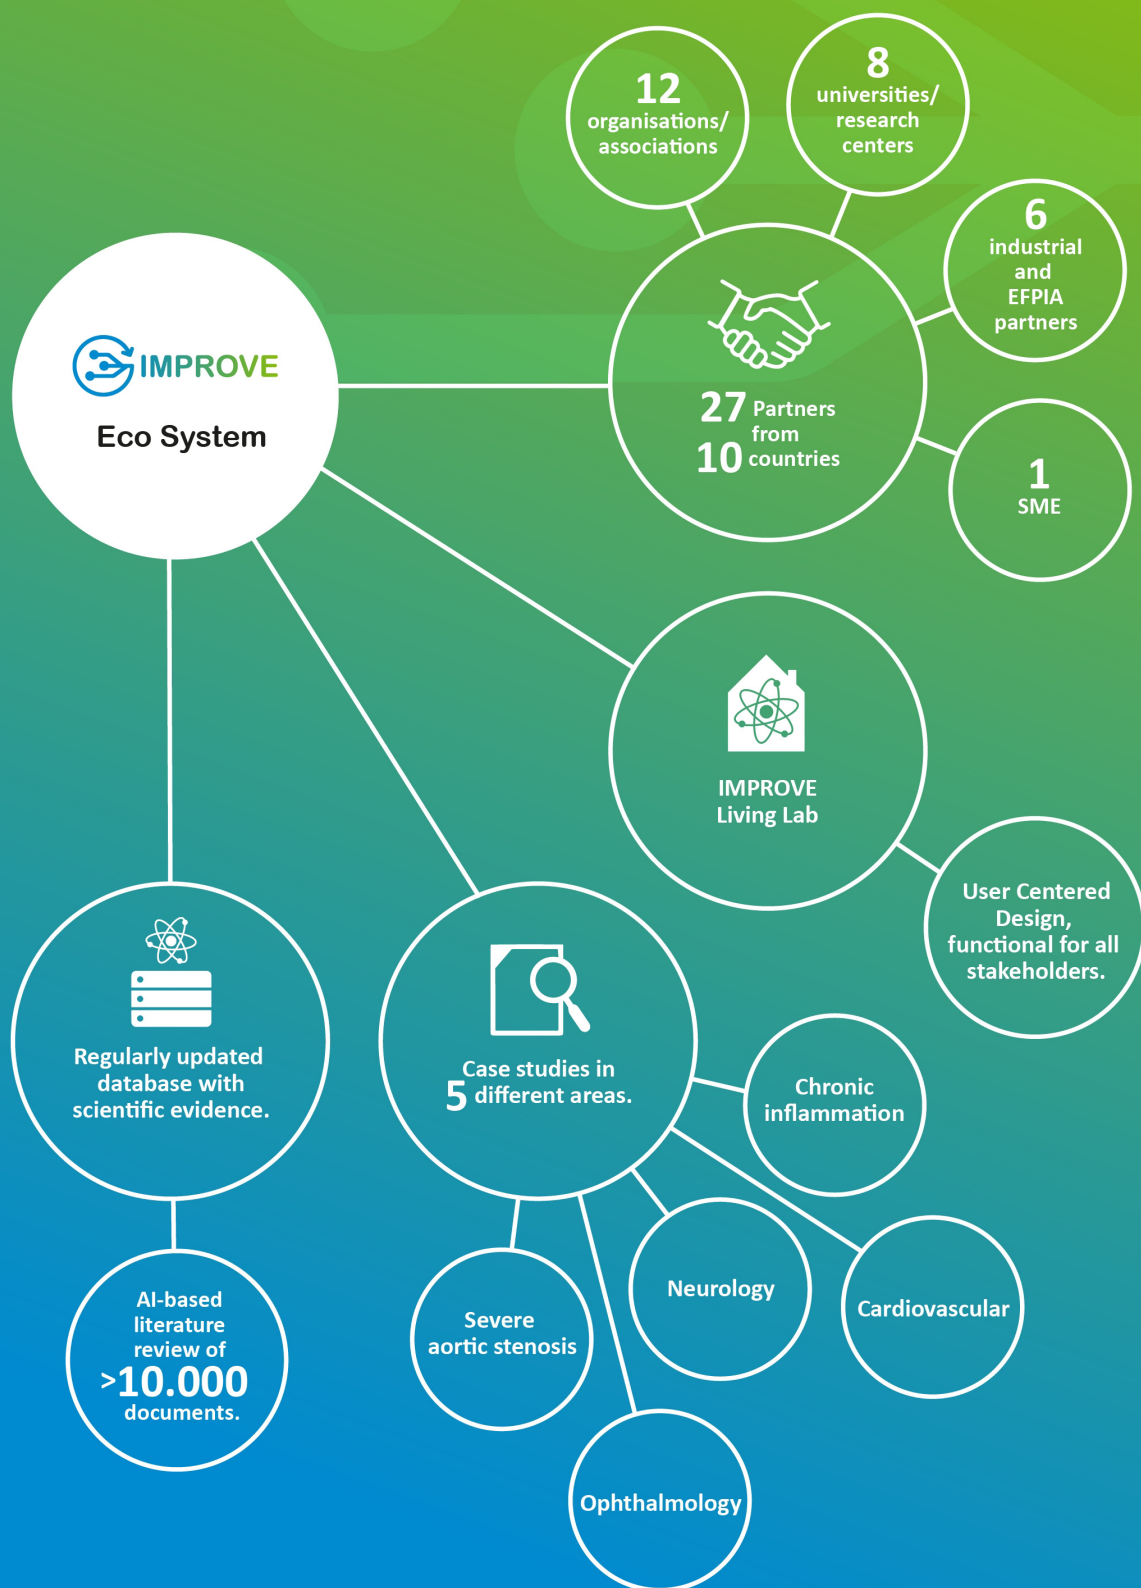 IMPROVE
Eco System
12
organisations/
associations
8
universities/
research
centers
6
industrial
and
EFPIA
partners
1
SME
27 Partners
from
10 countries
IMPROVE
Living Lab
User Centered
Design,
functional for all
stakeholders.
Regularly updated
database with
scientific evidence.
AI-based
literature
review of
>10.000
documents.
Case studies in
5 different areas.
Chronic
inflammation
Cardiovascular
Neurology
Severe
aortic stenosis
Ophthalmology